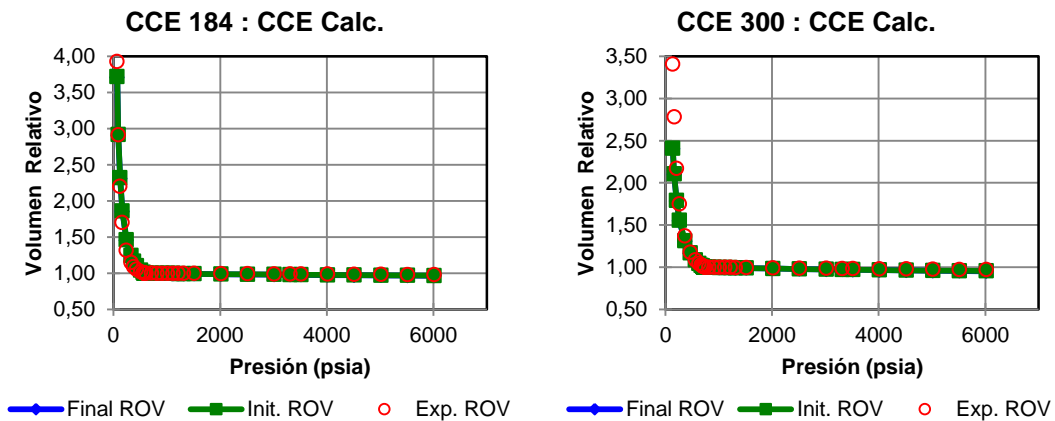 CCE 184 : CCE Calc.
Volumen Relativo
4,00
3,50
3,00
2,50
2,00
1,50
1,00
0,50
0
2000
4000
6000
Presión (psia)
Final ROV
Init. ROV
Exp. ROV
CCE 300 : CCE Calc.
Volumen Relativo
3,50
3,00
2,50
2,00
1,50
1,00
0,50
0
2000
4000
6000
Presión (psia)
Final ROV
Init. ROV
Exp. ROV